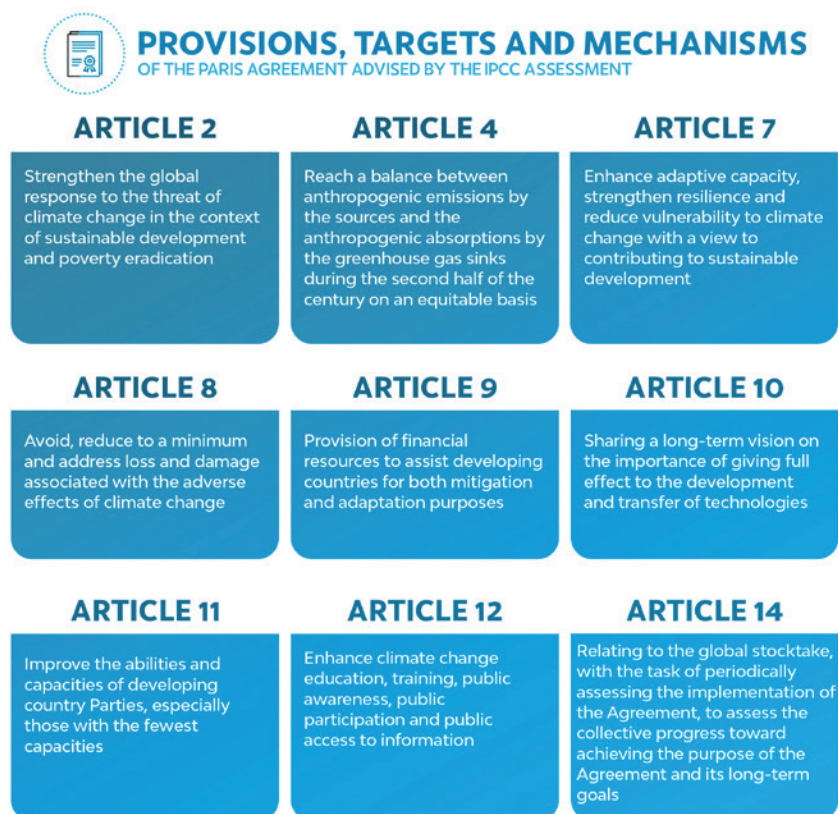 PROVISIONS, TARGETS AND MECHANISMS
OF THE PARIS AGREEMENT ADVISED BY THE IPCC ASSESSMENT
ARTICLE 2
Strengthen the global
response to the threat of
climate change in the context
of sustainable development
and poverty eradication
ARTICLE 4
Reach a balance between
anthropogenic emissions by
the sources and the
anthropogenic absorptions by
the greenhouse gas sinks
during the second half of the
century on an equitable basis
ARTICLE 7
Enhance adaptive capacity,
strengthen resilience and
reduce vulnerability to climate
change with a view to
contributing to sustainable
development
ARTICLE 8
Avoid, reduce to a minimum
and address loss and damage
associated with the adverse
effects of climate change
ARTICLE 9
Provision of financial
resources to assist developing
countries for both mitigation
and adaptation purposes
ARTICLE 10
Sharing a long-term vision on
the importance of giving full
effect to the development
and transfer of technologies
ARTICLE 11
Improve the abilities and
capacities of developing
country Parties, especially
those with the fewest
capacities
ARTICLE 12
Enhance climate change
education, training, public
awareness, public
participation and public
access to information
ARTICLE 14
Relating to the global stocktake,
with the task of periodically
assessing the implementation of
the Agreement, to assess the
collective progress toward
achieving the purpose of the
Agreement and its long-term
goals